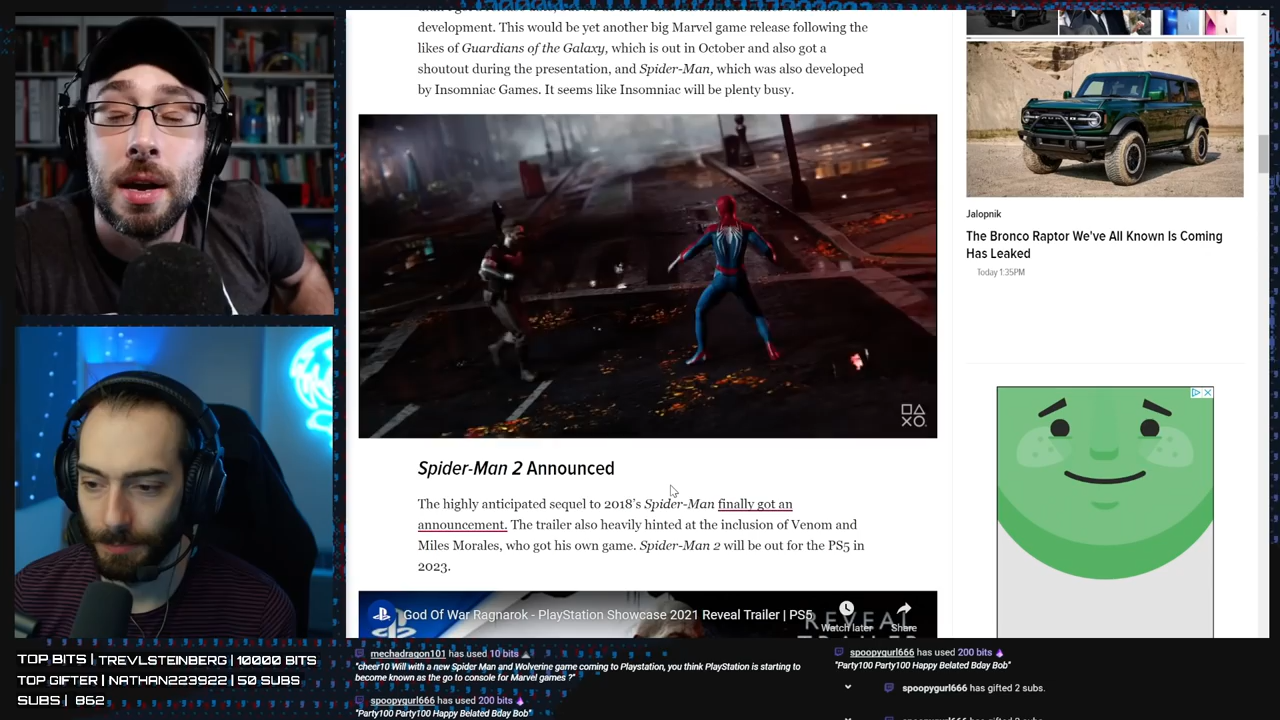 development. This would be yet another big Marvel game release following the
likes of Guardians of the Galaxy, which is out in October and also got a
shoutout during the presentation, and Spider-Man, which was also developed
by Insomniac Games. It seems like Insomniac will be plenty busy.
Spider-Man 2 Announced
The highly anticipated sequel to 2018's Spider-Man finally got an
announcement. The trailer also heavily hinted at the inclusion of Venom and
Miles Morales, who got his own game. Spider-Man 2 will be out for the PS5 in
2023.
God Of War Ragnarok - PlayStation Showcase 2021 Reveal Trailer | PS5
REVEAL
TRAILER
Watch later
Share
Jalopnik
The Bronco Raptor We've All Known Is Coming
Has Leaked
Today 1:35PM
TOP BITS | TREVLSTEINBERG | 10000 BITS
TOP GIFTER | NATHAN223922 | 50 SUBS
SUBS | 862
mechadragon101 has used 10 bits
"cheer10 Will with a new Spider Man and Wolverine game coming to Playstation, you think PlayStation is starting to
become known as the go to console for Marvel games ?"
spoopygurl666 has used 200 bits
"Party100 Party100 Happy Belated Bday Bob"
spoopygurl666 has used 200 bits
"Party100 Party100 Happy Belated Bday Bob"
spoopygurl666 has gifted 2 subs.